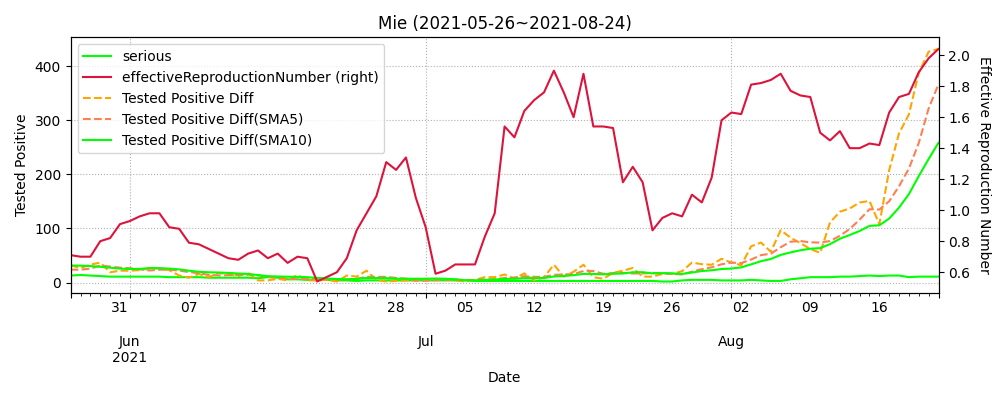 Mie (2021-05-26~2021-08-24)
serious
effectiveReproductionNumber (right)
Tested Positive Diff
Tested Positive Diff(SMA5)
Tested Positive Diff(SMA10)
Tested Positive
400
300
200
100
0
2.0
1.8
1.6
1.4
1.2
1.0
0.8
0.6
Effective Reproduction Number
31 07 14 21 28 05 12 19 26 02 09 16
Jun Jul Aug
2021
Date